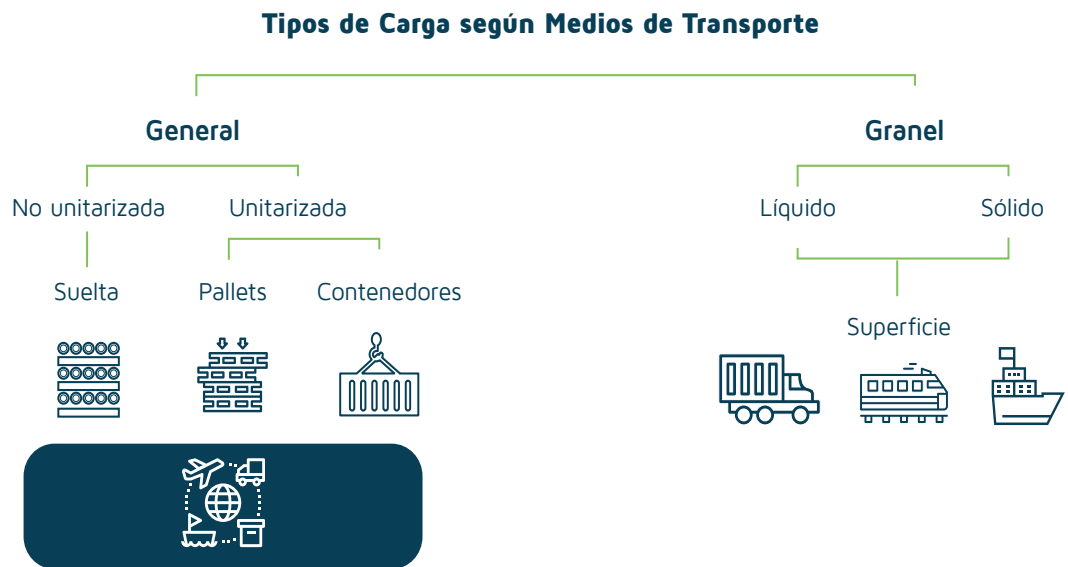 Tipos de Carga según Medios de Transporte
General
Granel
No unitarizada
Unitarizada
Líquido
Sólido
Suelta
Pallets
Contenedores
Superficie